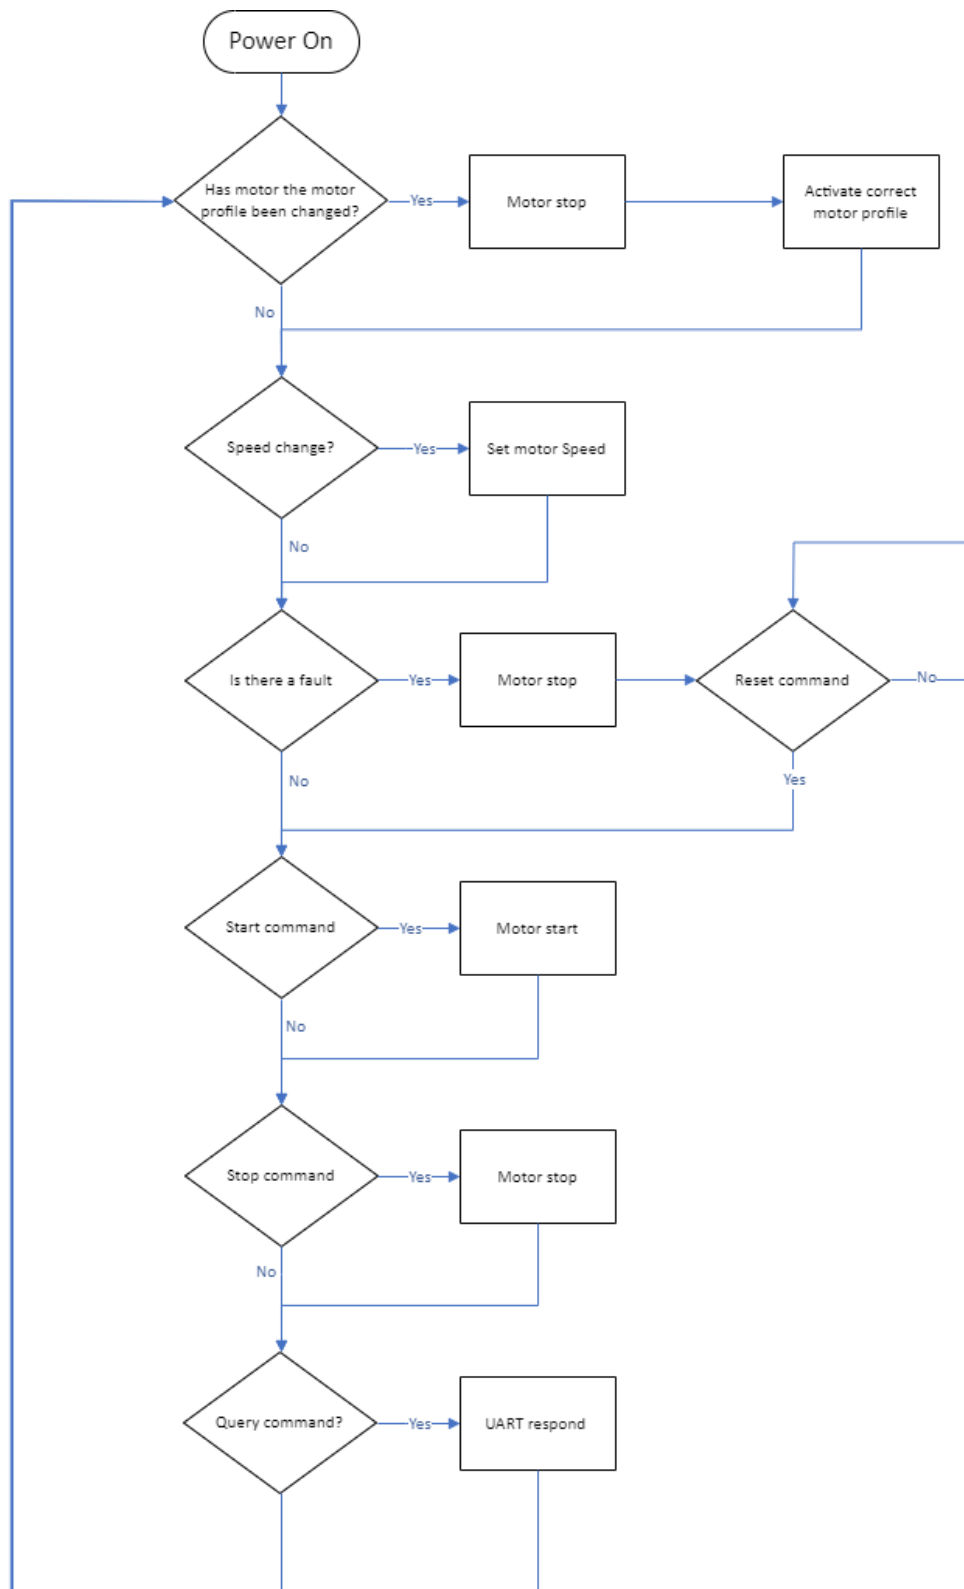 Power On
Has motor the motor
profile been changed?
Yes
Motor stop
Activate correct
motor profile
No
Speed change?
Yes
Set motor Speed
No
Is there a fault
Yes
Motor stop
Reset command
No
No
Yes
Start command
Yes
Motor start
No
Stop command
Yes
Motor stop
No
Query command?
Yes
UART respond